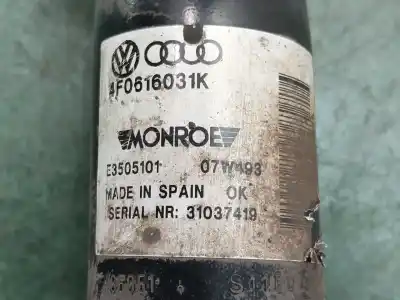 4F0616031K
MONROE
E3505101 07W493
MADE IN SPAIN OK
SERIAL NR: 31037419